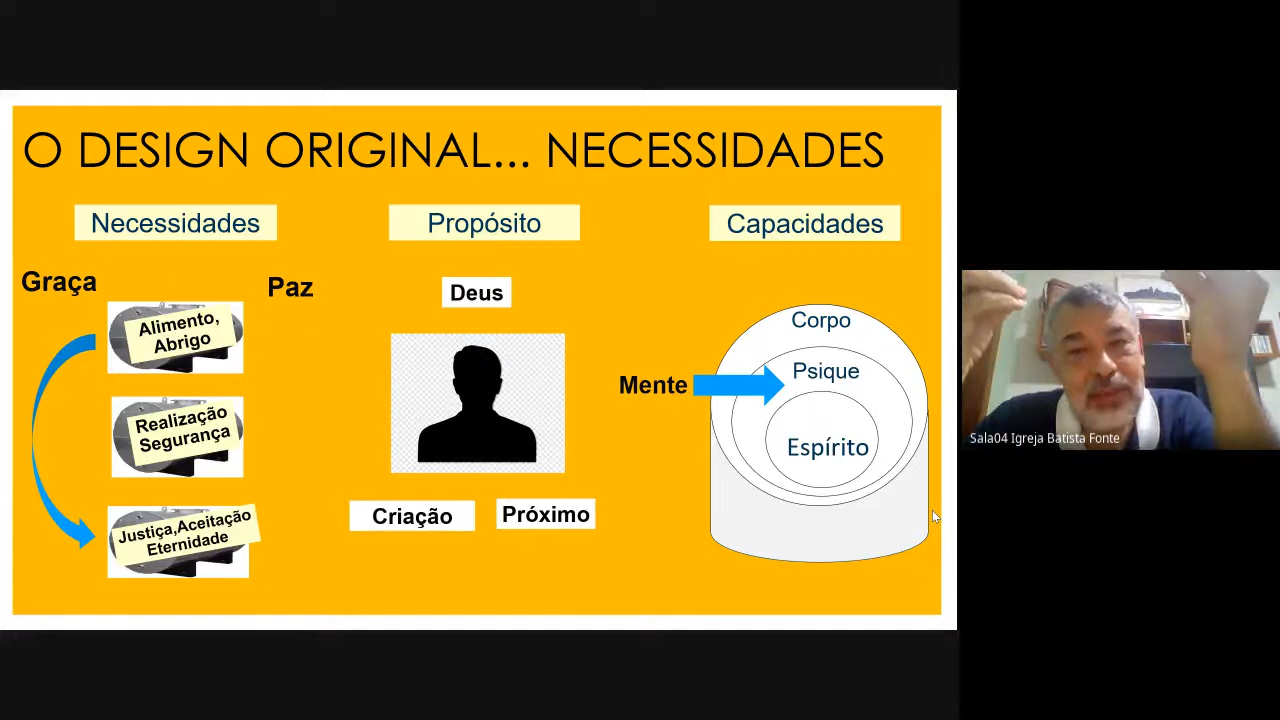 O DESIGN ORIGINAL... NECESSIDADES
Necessidades
Propósito
Capacidades
Graça
Paz
Alimento,
Abrigo
Realização
Segurança
Justiça,Aceitação
Eternidade
Deus
Criação
Próximo
Mente
Corpo
Psique
Espírito
Sala04 Igreja Batista Fonte